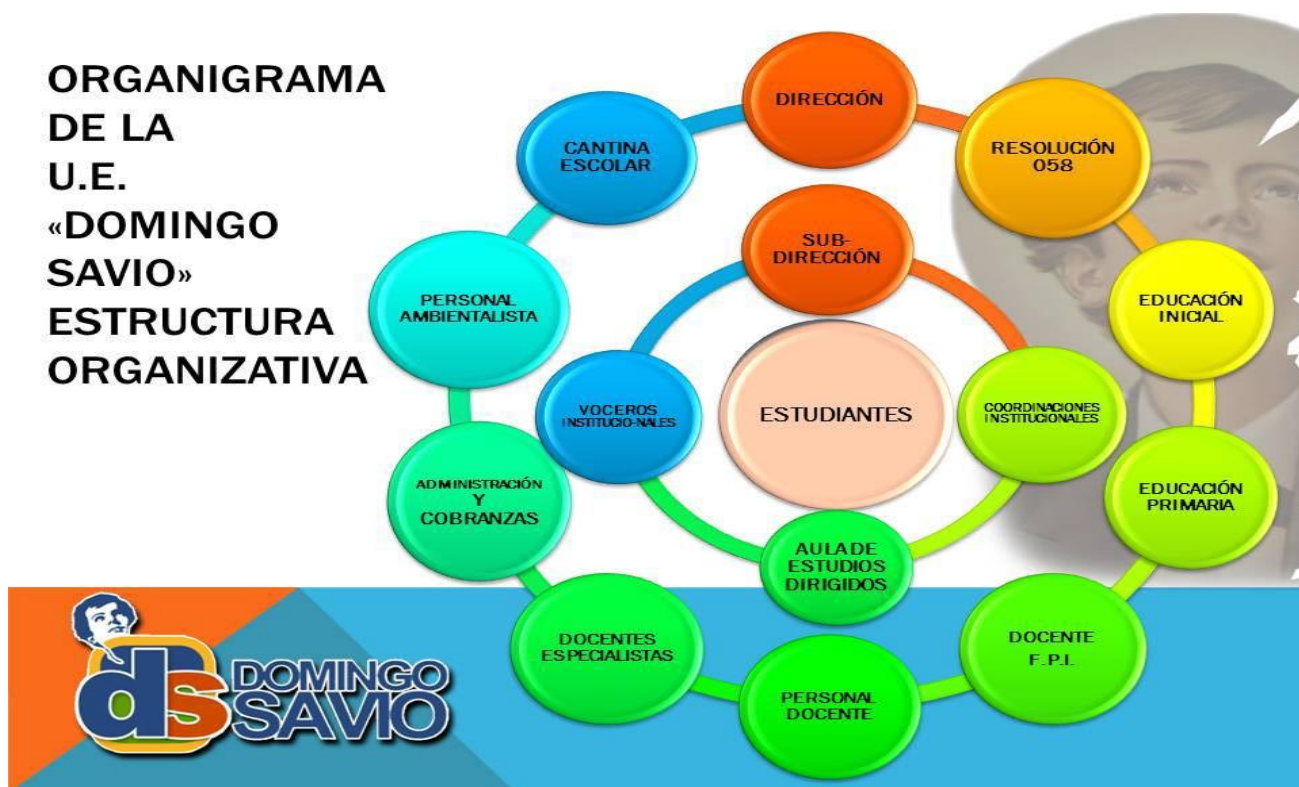 ORGANIGRAMA
DE LA
U.E.
«DOMINGO
SAVIO»
ESTRUCTURA
ORGANIZATIVA
DIRECCIÓN
RESOLUCIÓN
058
EDUCACIÓN
INICIAL
EDUCACIÓN
PRIMARIA
DOCENTE
F.P.I.
PERSONAL
DOCENTE
DOCENTES
ESPECIALISTAS
ADMINISTRACIÓN
Y
COBRANZAS
PERSONAL
AMBIENTALISTA
CANTINA
ESCOLAR
SUB-
DIRECCIÓN
COORDINACIONES
INSTITUCIONALES
AULA DE
ESTUDIOS
DIRIGIDOS
VOCEROS
INSTITUCIO-NALES
ESTUDIANTES
ds
DOMINGO
SAVIO